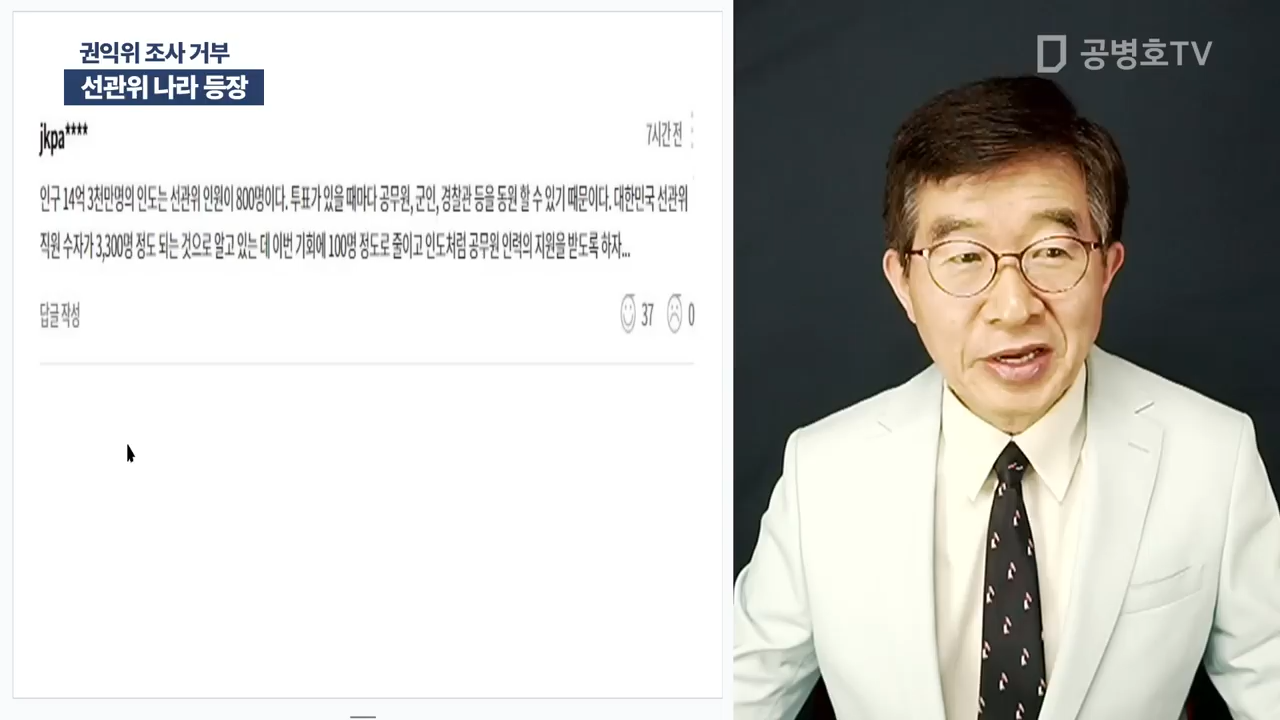 권익위 조사 거부
선관위 나라 등장
공병호TV
jkpa****
7시간 전
인구 14억 3천만명의 인도는 선관위 인원이 800명이다. 투표가 있을 때마다 공무원, 군인, 경찰관 등을 동원 할 수 있기 때문이다. 대한민국 선관위
직원 수자가 3,300명 정도 되는 것으로 알고 있는 데 이번 기회에 100명 정도로 줄이고 인도처럼 공무원 인력의 지원을 받도록 하자...
답글 작성
37
0